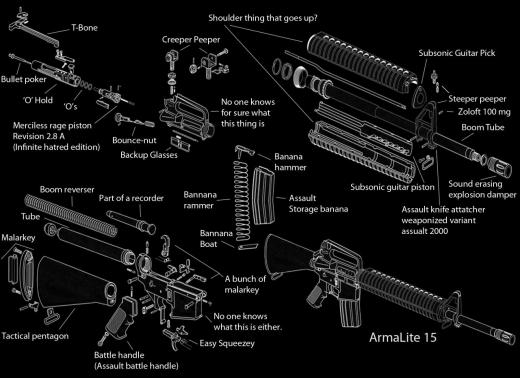 T-Bone
Shoulder thing that goes up?
Creeper Peeper
Subsonic Guitar Pick
Bullet poker
'O' Hold
'O's
Steeper peeper
Zoloft 100 mg
Boom Tube
No one knows
for sure what
this thing is
Merciless rage piston
Revision 2.8 A
(Infinite hatred edition)
Bounce-nut
Backup Glasses
Banana
hammer
Subsonic guitar piston
Sound erasing
explosion damper
Boom reverser
Part of a recorder
Bannana
rammer
Assault
Storage banana
Assault knife attatcher
weaponized variant
assualt 2000
Tube
Malarkey
Bannana
Boat
A bunch of
malarkey
No one knows
what this is either.
ArmaLite 15
Tactical pentagon
Easy Squeezey
Battle handle
(Assault battle handle)